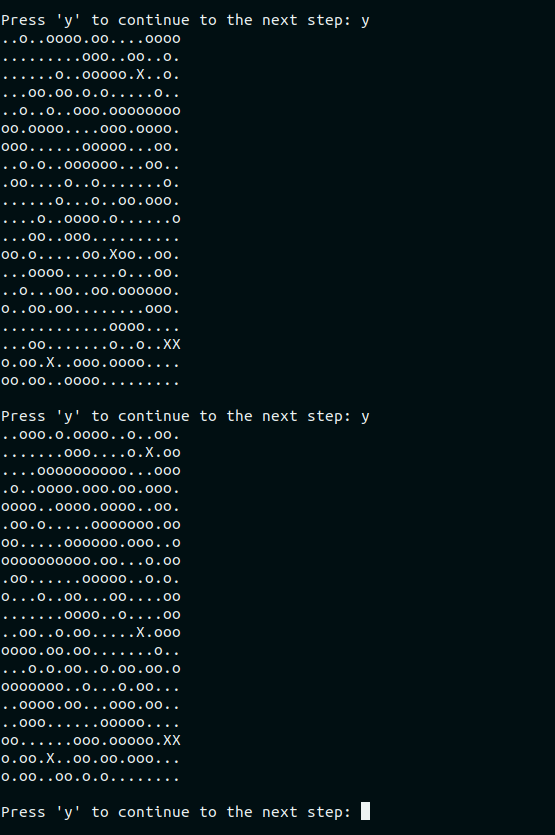 Press 'y' to continue to the next step: y
..o..oooo.oo....oooo
.........ooo..oo..o.
......o..ooooo.X..o.
...oo.oo.o.o.....o..
..o..o..ooo.oooooooo
oo.oooo....ooo.oooo.
ooo......ooooo...oo.
..o.o..oooooo...oo..
.oo....o..o.......o.
......o...o..oo.ooo.
....o..oooo.o......o
...oo..ooo..........
oo.o.....oo.Xoo..oo.
...oooo......o...oo.
..o...oo..oo.oooooo.
o..oo.oo........ooo.
............oooo....
...oo.......o..o..XX
o.oo.X..ooo.oooo....
oo.oo..oooo.........
Press 'y' to continue to the next step: y
..ooo.o.oooo..o..oo.
.......ooo....o.X.oo
....oooooooooo...ooo
.o..oooo.ooo.oo.ooo.
oooo..oooo.oooo..oo.
.oo.o.....ooooooo.oo
oo.....oooooo.ooo..o
oooooooooo.oo...o.oo
.oo......ooooo..o.o.
o...o..oo...oo....oo
.......oooo..o....oo
..oo..o.oo.....X.ooo
oooo.oo.oo.......o..
...o.o.oo..o.oo.oo.o
ooooooo..o...o.oo...
..oooo.oo...ooo.oo..
..ooo......ooooo....
oo......ooo.ooooo.XX
o.oo.X..oo.oo.ooo...
o.oo..oo.o.o........
Press 'y' to continue to the next step: